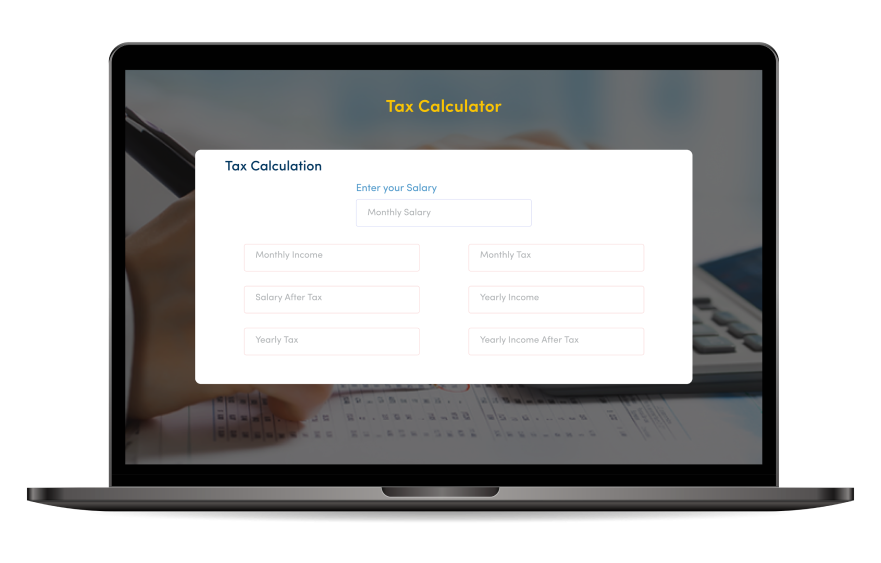 Tax Calculator
Tax Calculation
Enter your Salary
Monthly Salary
Monthly Income
Monthly Tax
Salary After Tax
Yearly Income
Yearly Tax
Yearly Income After Tax